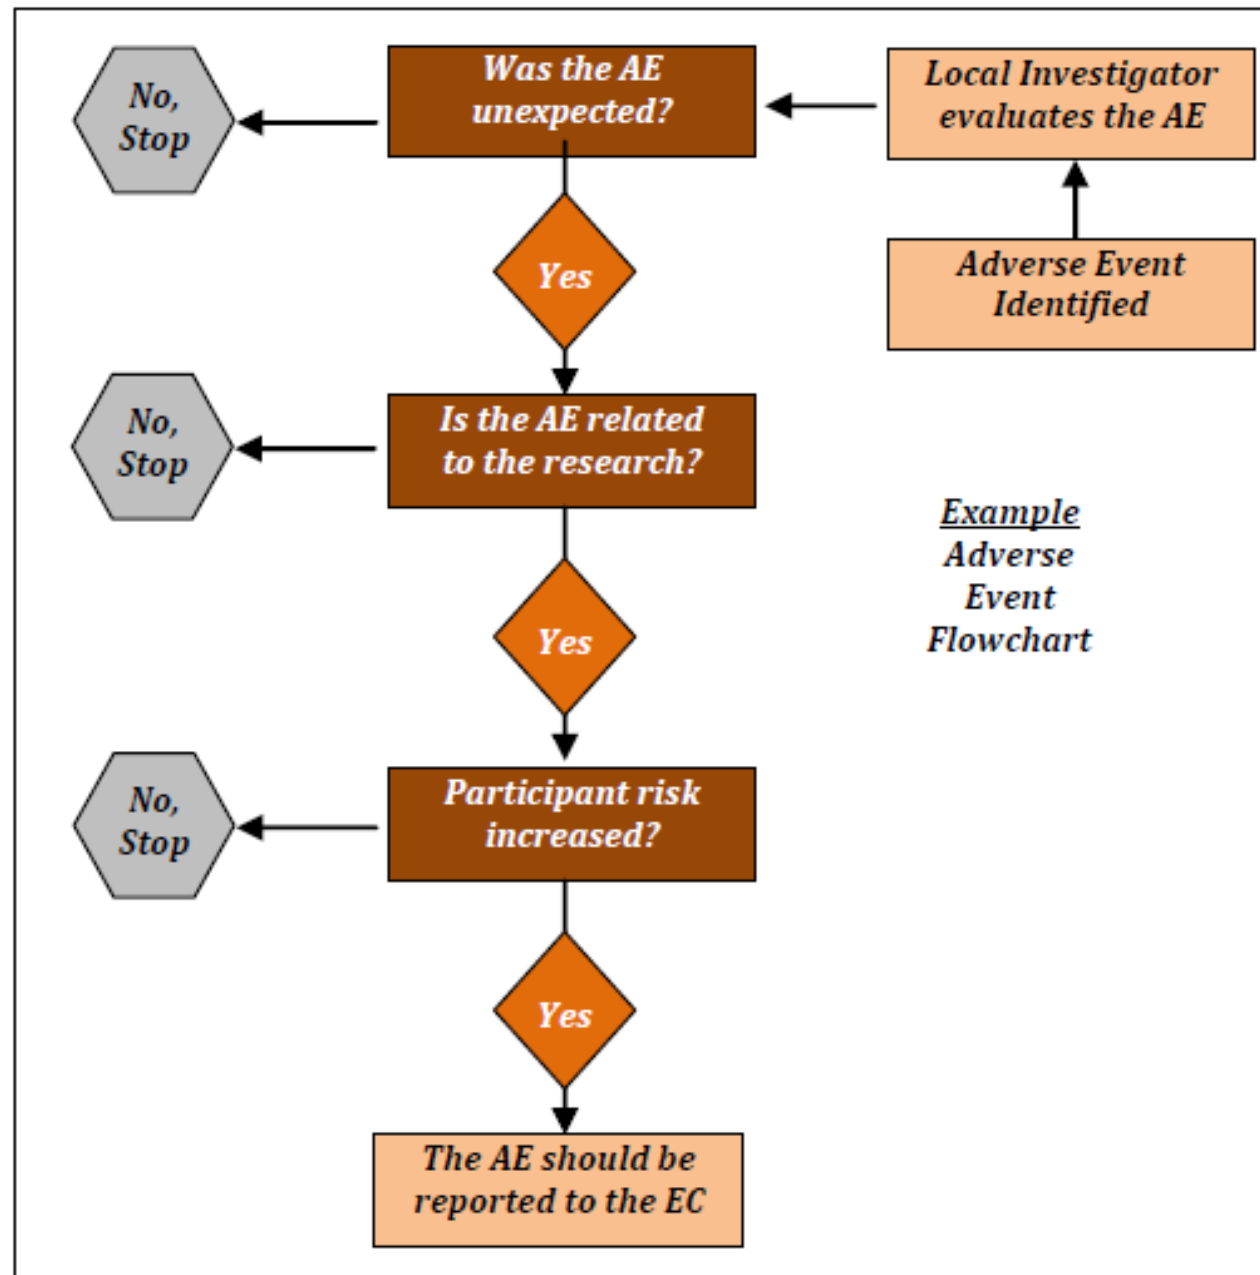 No,
Stop
Was the AE
unexpected?
Local Investigator
evaluates the AE
Yes
Adverse Event
Identified
No,
Stop
Is the AE related
to the research?
Example
Adverse
Event
Flowchart
Yes
No,
Stop
Participant risk
increased?
Yes
The AE should be
reported to the EC